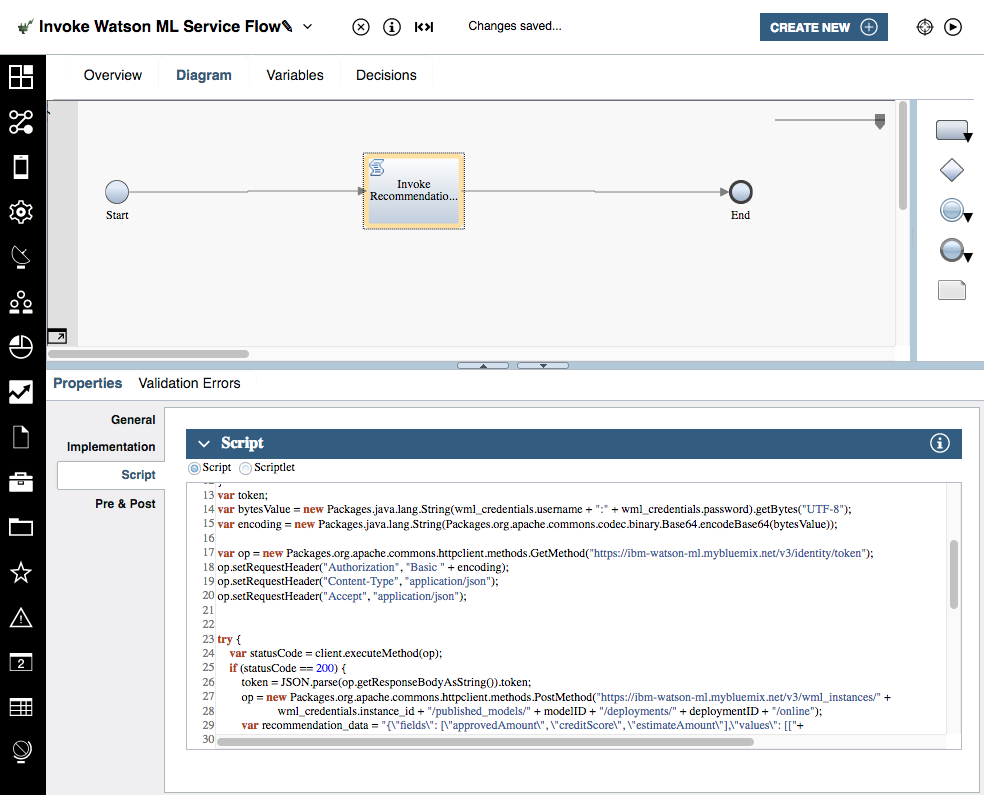 Invoke Watson ML Service Flow
Changes saved...
CREATE NEW
Overview
Diagram
Variables
Decisions
Start
Invoke
Recommendatio...
End
2
Properties
Validation Errors
General
Implementation
Script
Pre & Post
Script
Script
Scriptlet
13 var token;
14 var bytesValue = new Packages.java.lang.String(wml_credentials.username + ":" + wml_credentials.password).getBytes("UTF-8");
15 var encoding = new Packages.java.lang.String(Packages.org.apache.commons.codec.binary.Base64.encodeBase64(bytesValue));
16
17 var op = new Packages.org.apache.commons.httpclient.methods.GetMethod("https://ibm-watson-ml.mybluemix.net/v3/identity/token");
18 op.setRequestHeader("Authorization", "Basic " + encoding);
19 op.setRequestHeader("Content-Type", "application/json");
20 op.setRequestHeader("Accept", "application/json");
21
22
23 try {
24 var statusCode = client.executeMethod(op);
25 if (statusCode == 200) {
26 token = JSON.parse(op.getResponseBodyAsString()).token;
27 op = new Packages.org.apache.commons.httpclient.methods.PostMethod("https://ibm-watson-ml.mybluemix.net/v3/wml_instances/" +
28 wml_credentials.instance_id + "/published_models/" + modelID + "/deployments/" + deploymentID + "/online");
29 var recommendation_data = "{\"fields\": [\"approvedAmount\", \"creditScore\", \"estimateAmount\"],\"values\": [["+
30